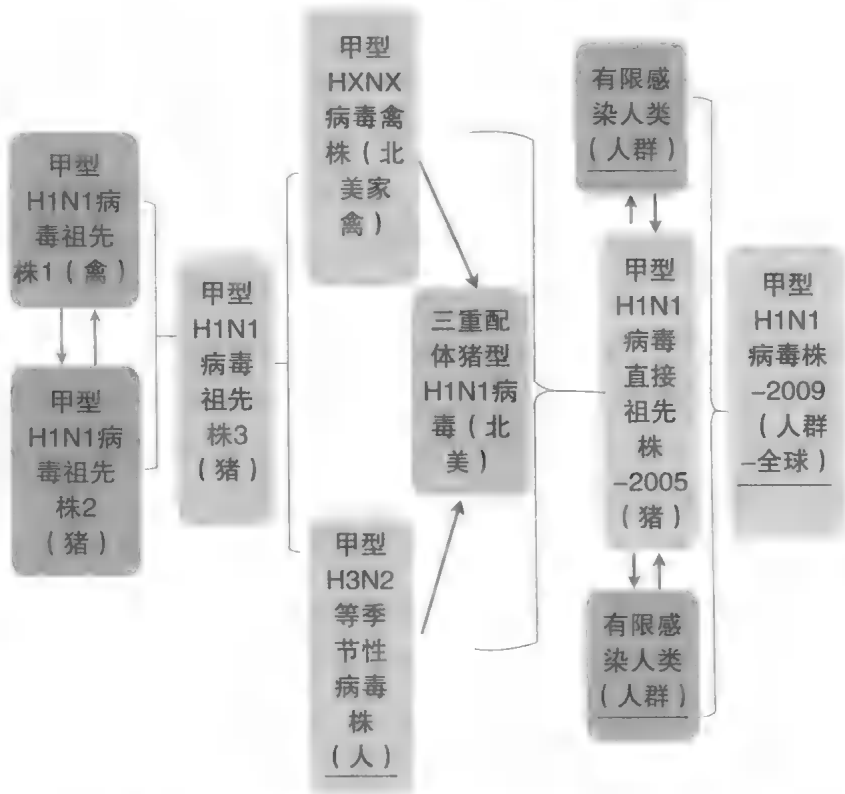 甲型
H1N1病
毒祖先
株1（禽）
甲型
H1N1病
毒祖先
株2
（猪）
甲型
H1N1
病毒
祖先
株3
（猪）
甲型
HXNX
病毒禽
株（北
美家
禽）
三重配
体猪型
H1N1病
毒（北
美）
甲型
H3N2
等季
节性
病毒
株
（人）
有限感
染人类
（人群）
甲型
H1N1
病毒
直接
祖先
株
-2005
（猪）
有限感
染人类
（人群）
甲型
H1N1
病毒株
-2009
（人群
-全球）